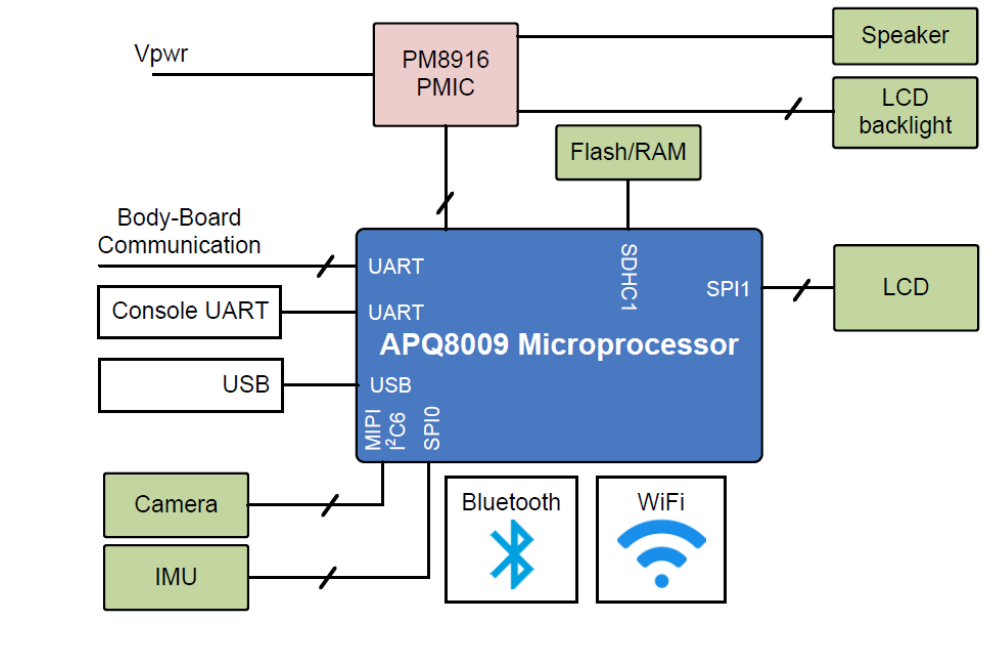 Vpwr
PM8916
PMIC
Speaker
LCD
backlight
Flash/RAM
Body-Board
Communication
UART
SDHC1
SPI1
LCD
Console UART
UART
APQ8009 Microprocessor
USB
USB
MIPI
I²C6
SPI0
Camera
IMU
Bluetooth
WiFi